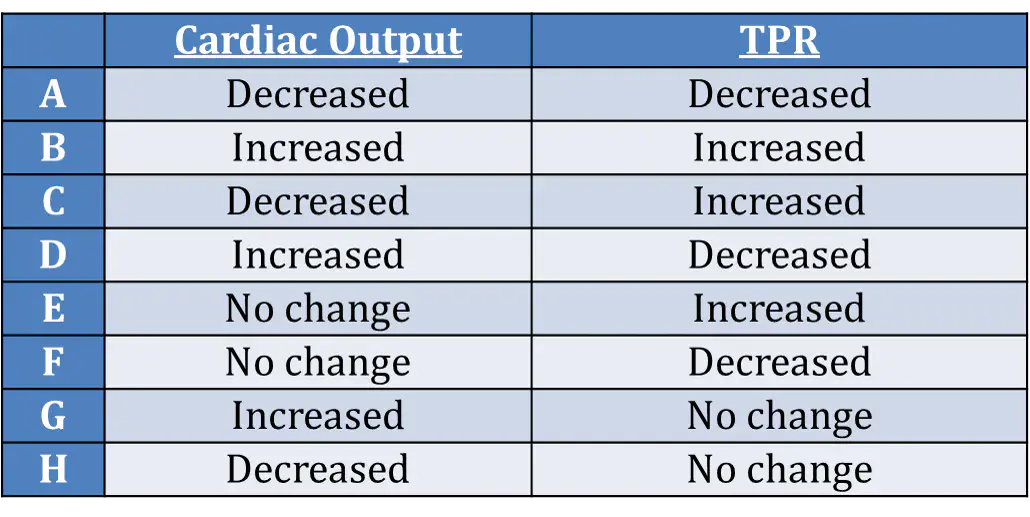 Cardiac Output TPR
A Decreased Decreased
B Increased Increased
C Decreased Increased
D Increased Decreased
E No change Increased
F No change Decreased
G Increased No change
H Decreased No change